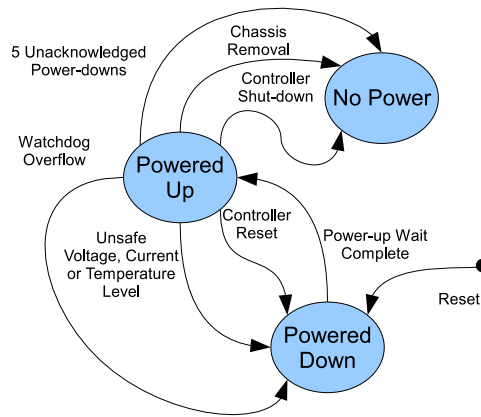 5 Unacknowledged
Power-downs
Chassis
Removal
Controller
Shut-down
No Power
Watchdog
Overflow
Powered
Up
Unsafe
Voltage, Current
or Temperature
Level
Controller
Reset
Power-up Wait
Complete
Reset
Powered
Down